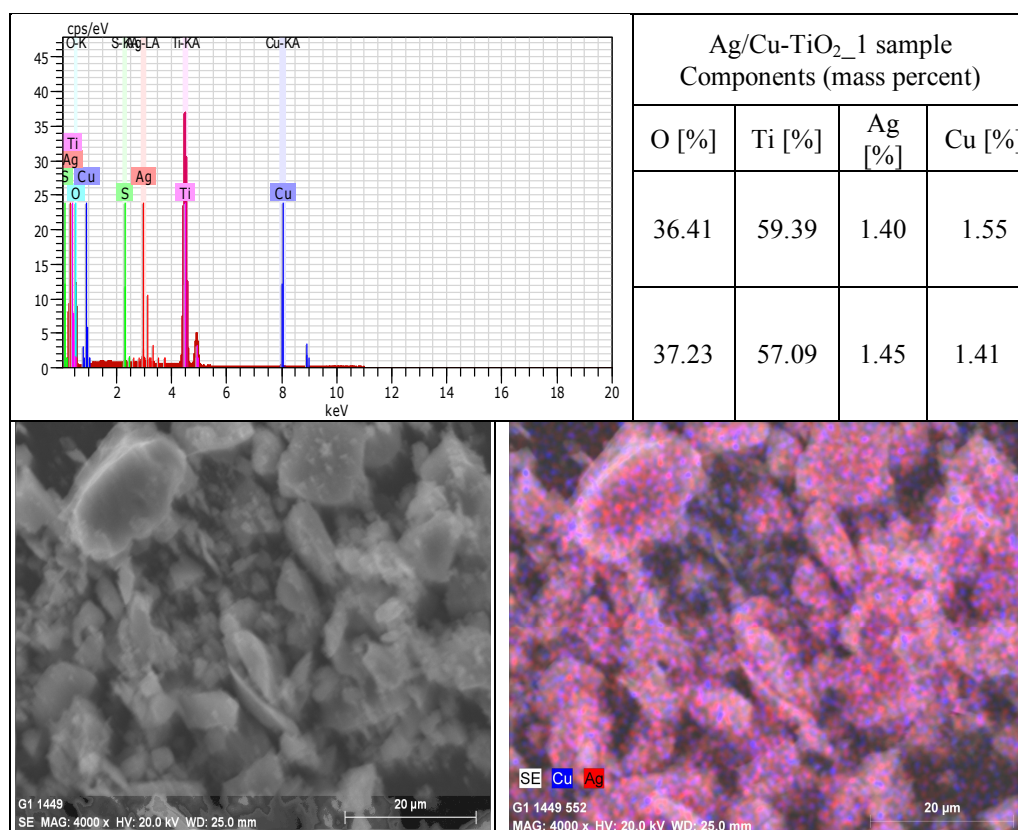 cps/eV
O-K S-KA Ag-LA Ti-KA Cu-KA
45
40
35
30
25
20
15
10
5
0
Ti
Ag
S Cu
O
S
Ag
Ti
Cu
2 4 6 8 10 12 14 16 18 20
keV
Ag/Cu-TiO₂_1 sample
Components (mass percent)
O [%] Ti [%] Ag [%] Cu [%]
36.41 59.39 1.40 1.55
37.23 57.09 1.45 1.41
G1 1449
SE MAG: 4000 x HV: 20.0 kV WD: 25.0 mm
20 µm
SE Cu Ag
G1 1449 552
MAG: 4000 x HV: 20.0 kV WD: 25.0 mm
20 µm